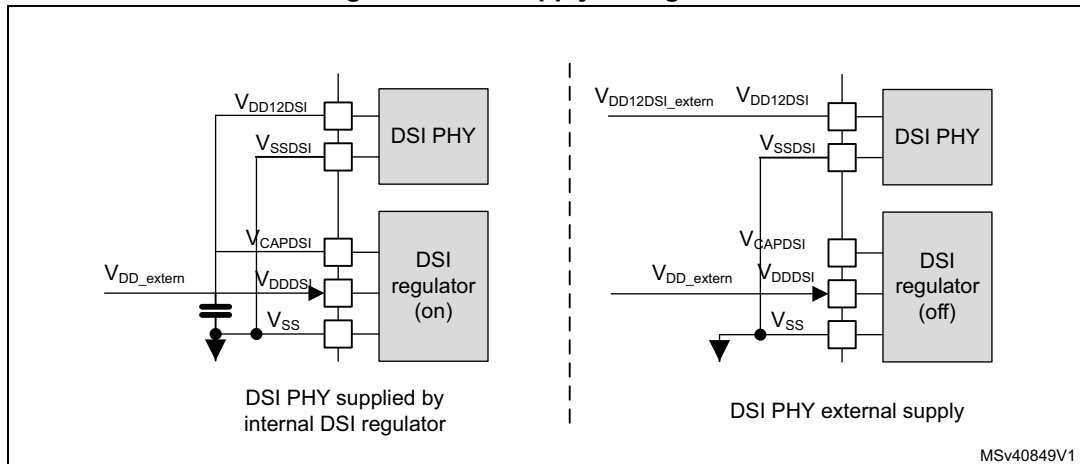 V_DD12DSI
DSI PHY
V_SSDSI
V_CAPDSI
DSI
regulator
(on)
V_DD_extern
V_DDDSI
V_SS
DSI PHY supplied by
internal DSI regulator
V_DD12DSI_extern
V_DD12DSI
DSI PHY
V_SSDSI
V_CAPDSI
DSI
regulator
(off)
V_DD_extern
V_DDDSI
V_SS
DSI PHY external supply
MSv40849V1